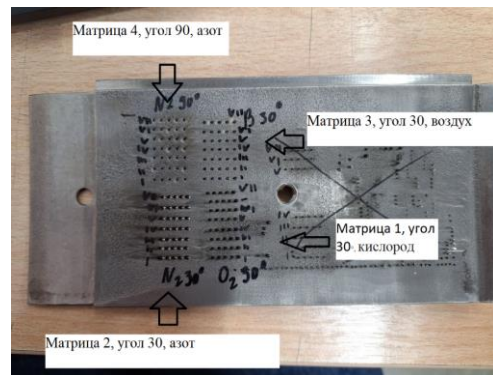 Матрица 4, угол 90, азот
N2 90°
В 30°
Матрица 3, угол 30, воздух
Матрица 1, угол
30 кислород
N2 30°
O2 30°
Матрица 2, угол 30, азот